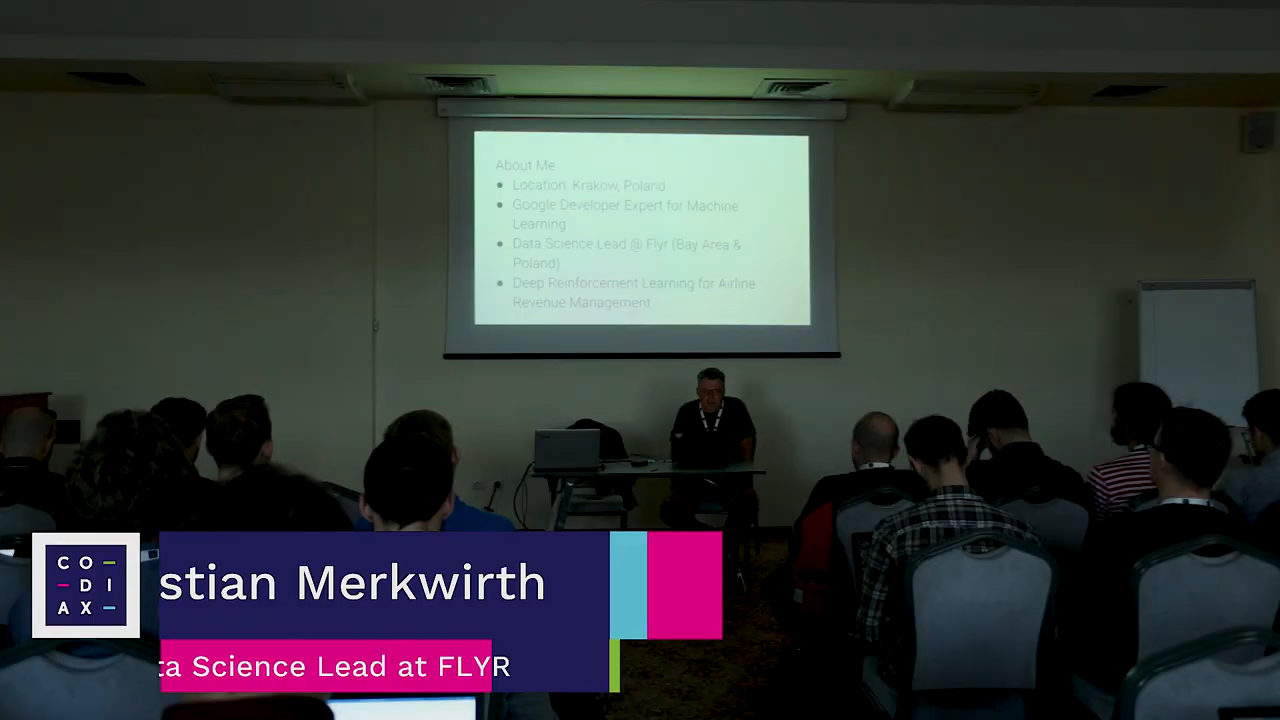 About Me
Location: Krakow, Poland
Google Developer Expert for Machine
Learning
Data Science Lead @ Flyr (Bay Area &
Poland)
Deep Reinforcement Learning for Airline
Revenue Management
CO
DI
AX
stian Merkwirth
ta Science Lead at FLYR